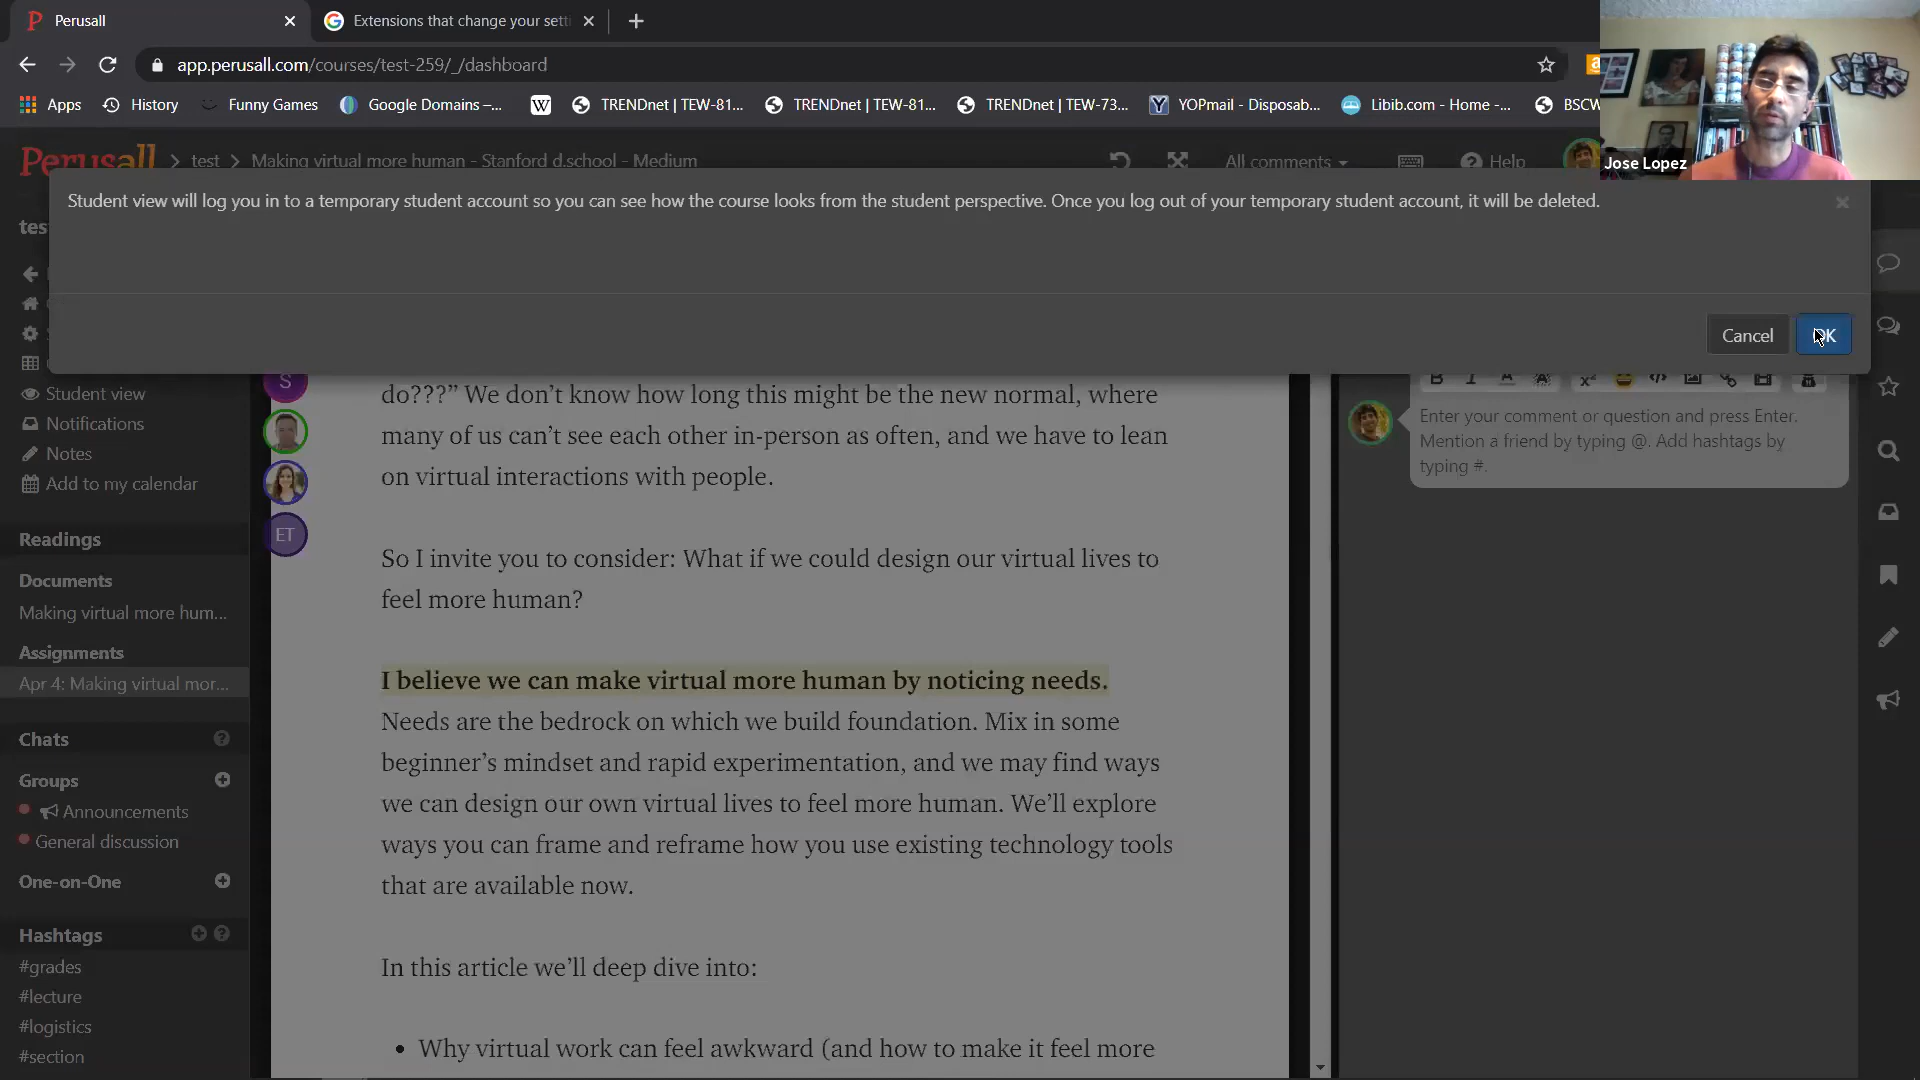 Perusall
Extensions that change your sett
app.perusall.com/courses/test-259/_/dashboard
Apps
History
Funny Games
Google Domains –...
W
TRENDnet | TEW-81...
TRENDnet | TEW-81...
TRENDnet | TEW-73...
Y
YOPmail - Disposab...
Libib.com - Home -...
BSCW
Jose Lopez
Perusall
test
Making virtual more human - Stanford d.school - Medium
All comments
Help
Student view will log you in to a temporary student account so you can see how the course looks from the student perspective. Once you log out of your temporary student account, it will be deleted.
Cancel
OK
Student view
Notifications
Notes
Add to my calendar
Readings
Documents
Making virtual more hum...
Assignments
Apr 4: Making virtual mor...
Chats
Groups
Announcements
General discussion
One-on-One
Hashtags
#grades
#lecture
#logistics
#section
S
ET
do???” We don’t know how long this might be the new normal, where
many of us can’t see each other in-person as often, and we have to lean
on virtual interactions with people.
So I invite you to consider: What if we could design our virtual lives to
feel more human?
I believe we can make virtual more human by noticing needs.
Needs are the bedrock on which we build foundation. Mix in some
beginner’s mindset and rapid experimentation, and we may find ways
we can design our own virtual lives to feel more human. We’ll explore
ways you can frame and reframe how you use existing technology tools
that are available now.
In this article we’ll deep dive into:
• Why virtual work can feel awkward (and how to make it feel more
Enter your comment or question and press Enter.
Mention a friend by typing @. Add hashtags by
typing #.